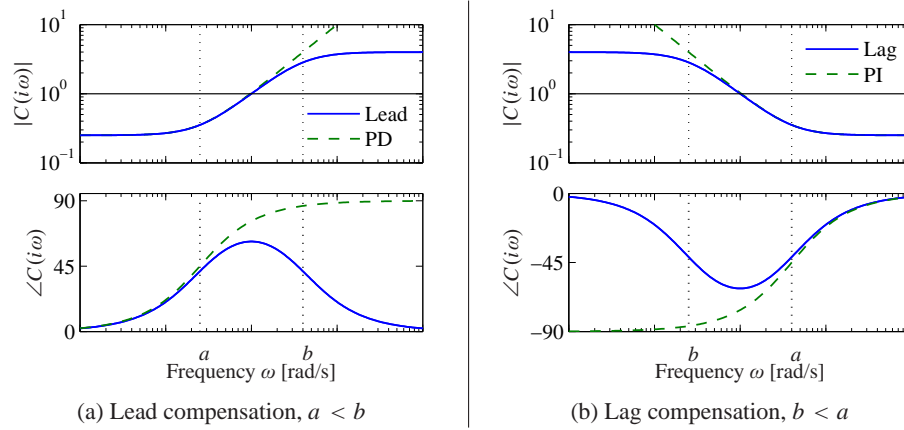 10^1
10^0
10^-1
|C(iω)|
Lead
PD
90
45
0
∠C(iω)
a
b
Frequency ω [rad/s]
(a) Lead compensation, a < b
10^1
10^0
10^-1
|C(iω)|
Lag
PI
0
−45
−90
∠C(iω)
b
a
Frequency ω [rad/s]
(b) Lag compensation, b < a